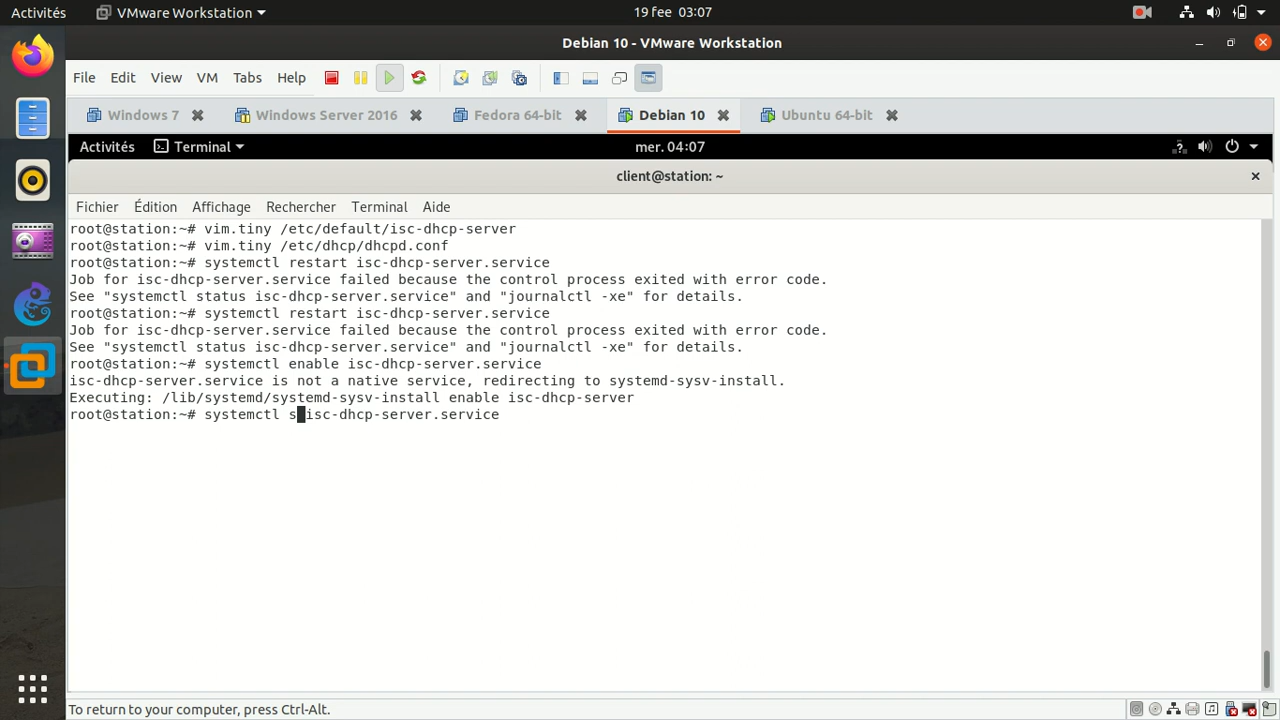 Activités VMware Workstation 19 fee 03:07
Debian 10 - VMware Workstation
File Edit View VM Tabs Help
Windows 7 Windows Server 2016 Fedora 64-bit Debian 10 Ubuntu 64-bit
Activités Terminal mer. 04:07
client@station: ~
Fichier Édition Affichage Rechercher Terminal Aide
root@station:~# vim.tiny /etc/default/isc-dhcp-server
root@station:~# vim.tiny /etc/dhcp/dhcpd.conf
root@station:~# systemctl restart isc-dhcp-server.service
Job for isc-dhcp-server.service failed because the control process exited with error code.
See "systemctl status isc-dhcp-server.service" and "journalctl -xe" for details.
root@station:~# systemctl restart isc-dhcp-server.service
Job for isc-dhcp-server.service failed because the control process exited with error code.
See "systemctl status isc-dhcp-server.service" and "journalctl -xe" for details.
root@station:~# systemctl enable isc-dhcp-server.service
isc-dhcp-server.service is not a native service, redirecting to systemd-sysv-install.
Executing: /lib/systemd/systemd-sysv-install enable isc-dhcp-server
root@station:~# systemctl s isc-dhcp-server.service
To return to your computer, press Ctrl-Alt.